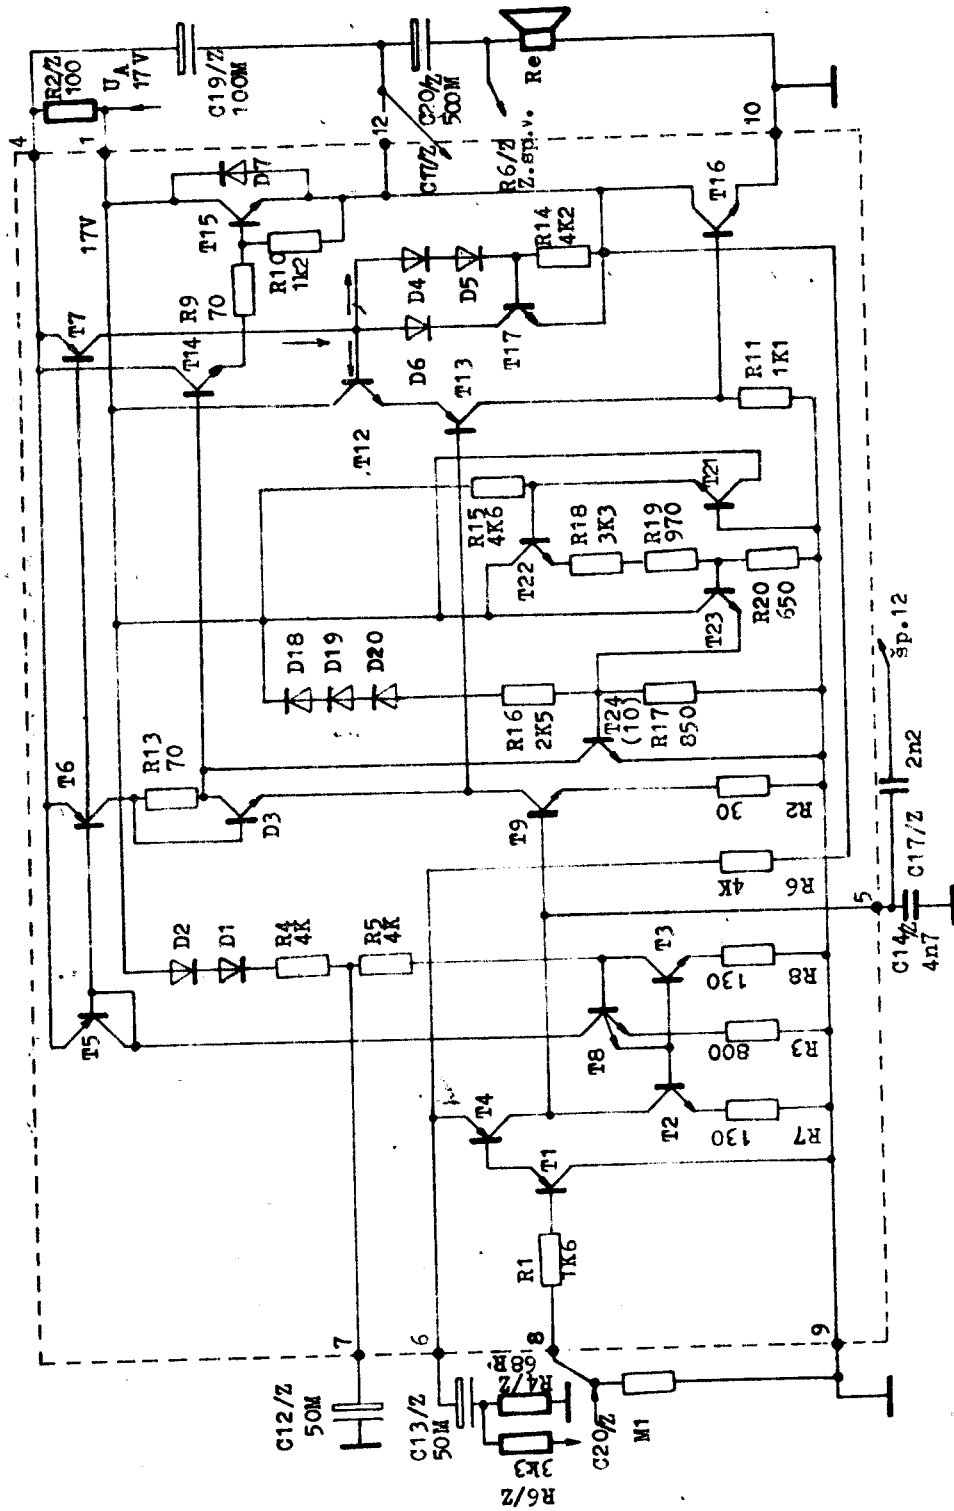 4
R2/Z
100
1
U
A
17V
C19/Z
100M
12
C17/Z
C20/Z
500M
R6/Z
Z.sp.v.
Re
10
17V
D7
T15
R10
1k2
R9
70
T7
T14
D4
D5
R14
4K2
T16
T17
D6
T13
R11
1K1
T12
R15
4K6
T21
T22
R18
3K3
R19
970
R20
650
T23
D18
D19
D20
R16
2K5
T24
(10)
R17
850
šp.12
2n2
T6
R13
70
D3
T9
30
R2
4K
R6
5
C17/Z
C14/Z
4n7
D2
D1
R4
4K
R5
4K
T3
130
R8
T5
T8
800
R3
T4
T2
130
R7
T1
R1
1K6
7
6
8
9
C12/Z
50M
C13/Z
50M
R4/Z
R6/Z
3k3
C20/Z
M1